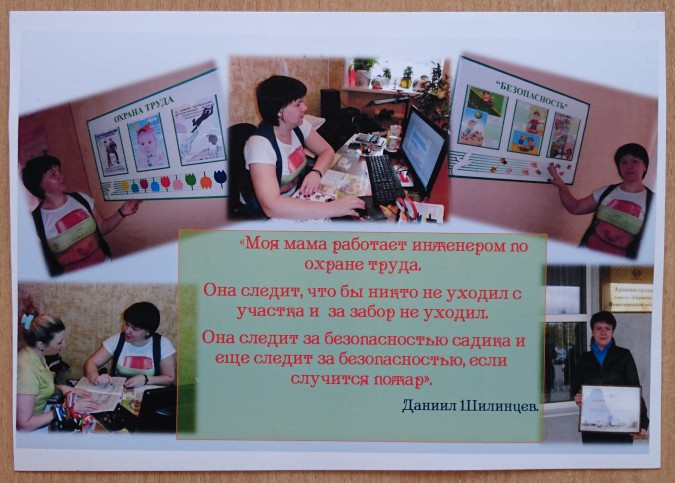 ОХРАНА ТРУДА
"БЕЗОПАСНОСТЬ"
«Моя мама работает инженером по
охране труда.
Она следит, что бы никто не уходил с
участка и за забор не уходил.
Она следит за безопасностью садика и
еще следит за безопасностью, если
случится пожар».
Даниил Шилинцев.
Администрация